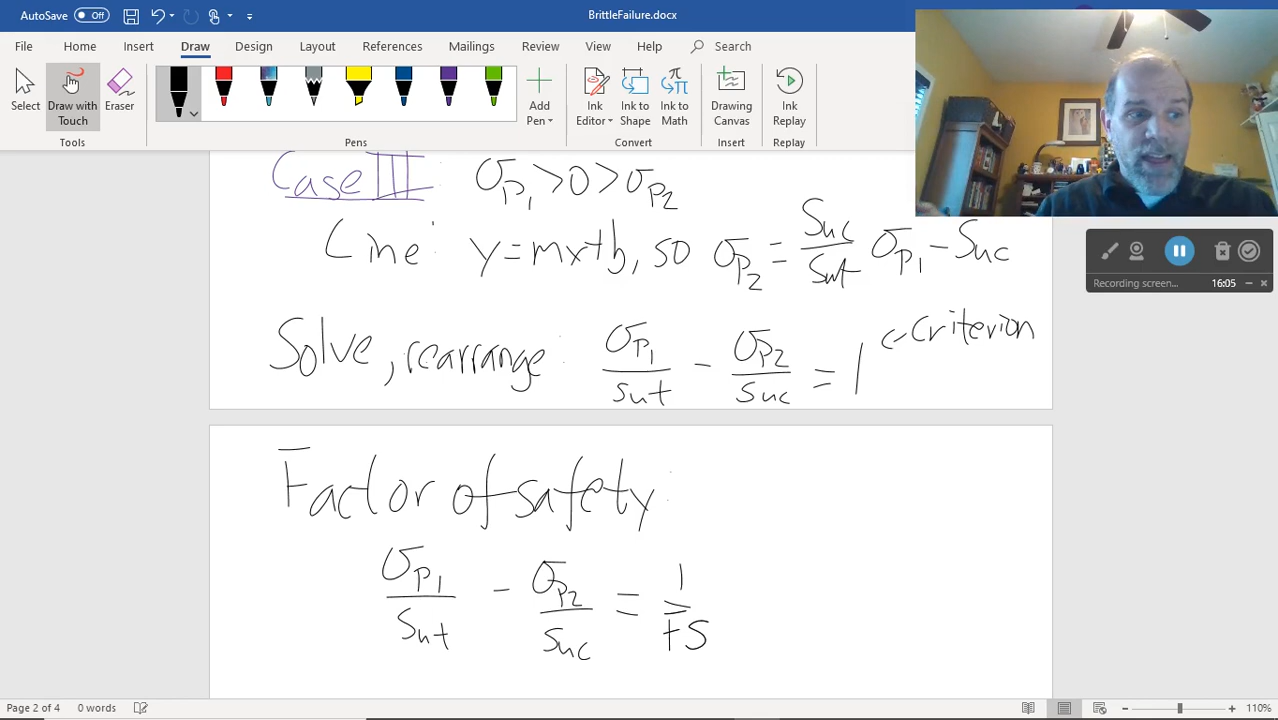 AutoSave Off BrittleFailure.docx
File Home Insert Draw Design Layout References Mailings Review View Help Search
Select Draw with Touch Eraser Add Pen Ink Editor Ink to Shape Ink to Math Drawing Canvas Ink Replay
Tools Pens Convert Insert Replay
Case III: σp1 > 0 > σp2
Line: y=mx+b, so σp2 = Suc/Sut σp1 - Suc
Recording screen... 16:05
Solve, rearrange: σp1/Sut - σp2/Suc = 1 ← Criterion
Factor of safety:
σp1/Sut - σp2/Suc = 1/FS
Page 2 of 4 0 words 110%